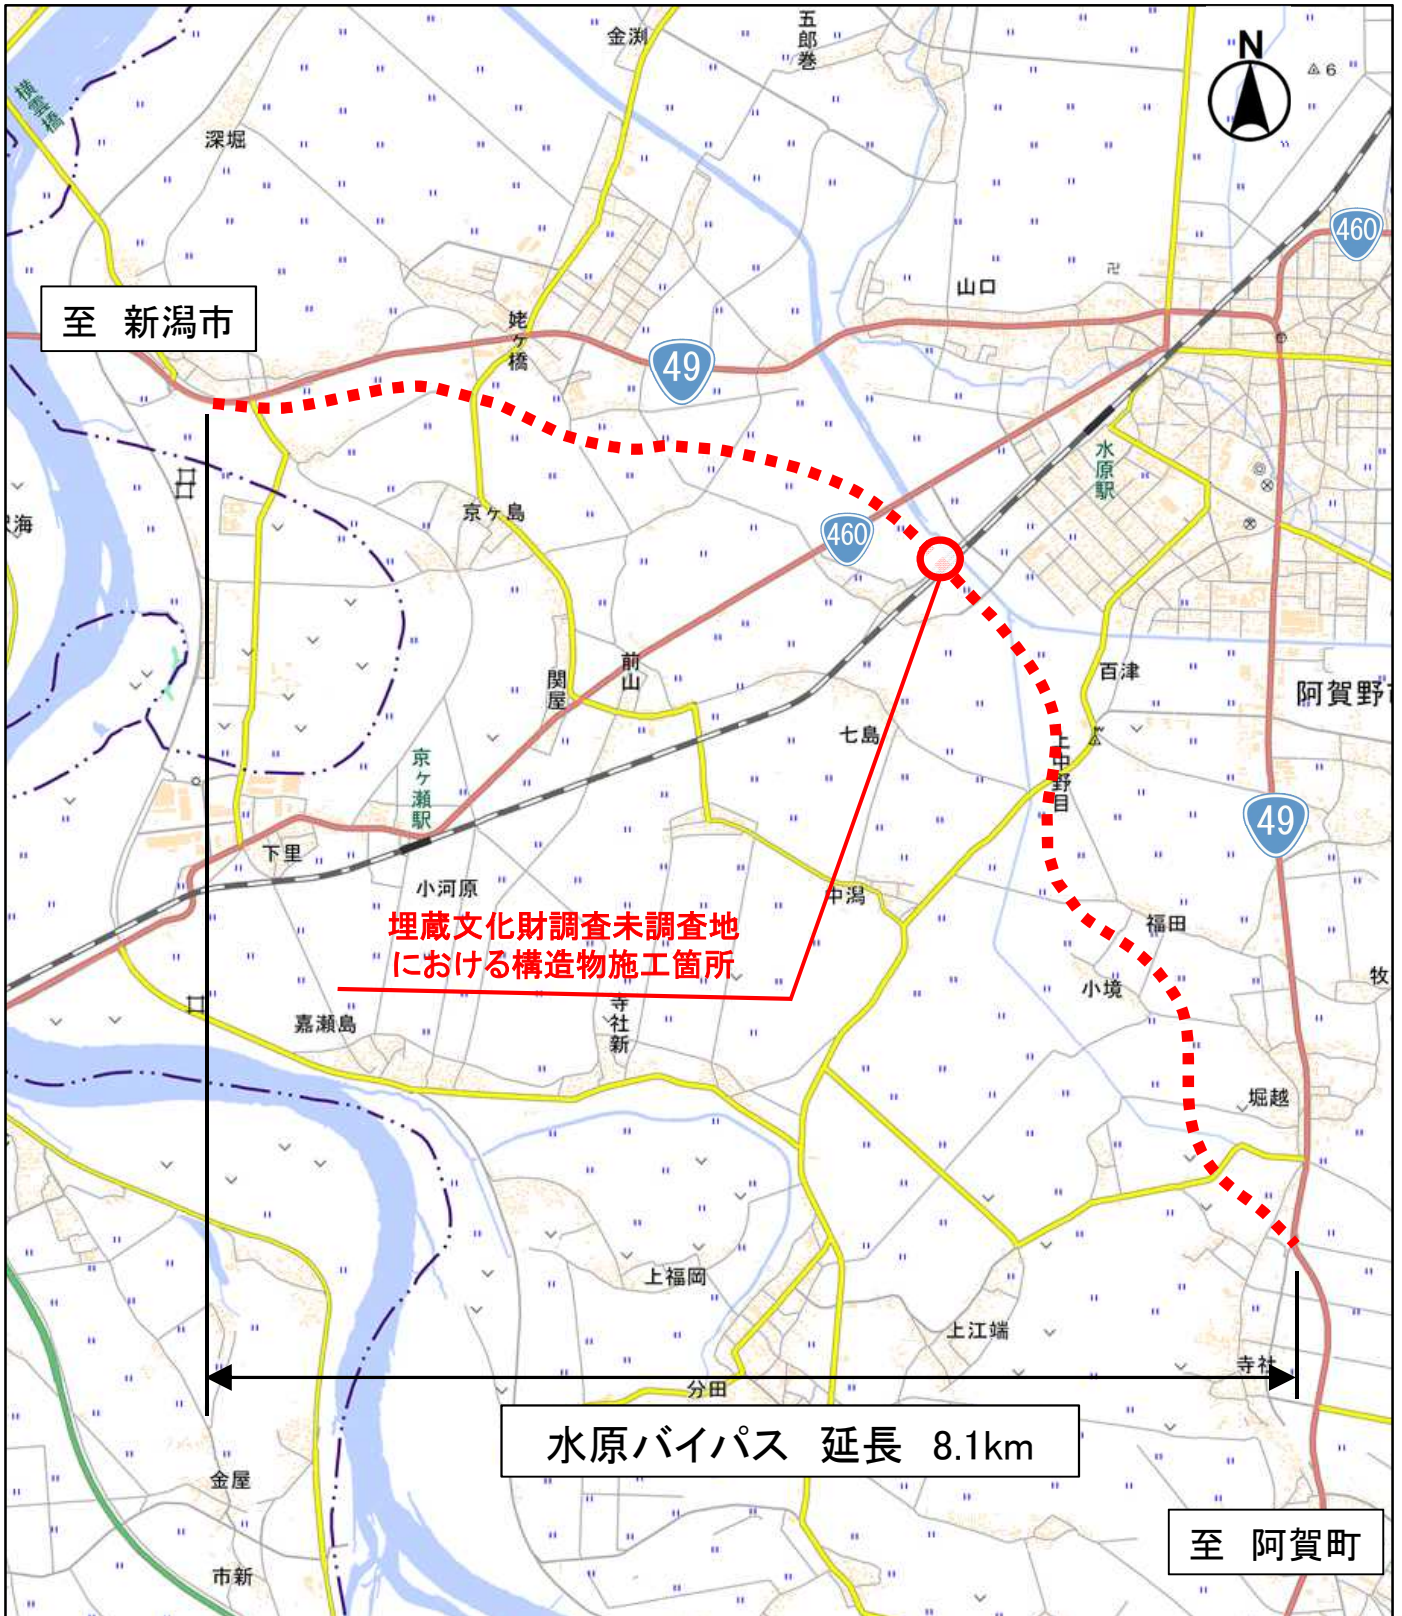 金渕
五郎巻
N
6
横雲橋
深堀
460
山口
至 新潟市
姥ヶ橋
49
水原駅
京ヶ島
460
百津
前山
関屋
阿賀野市
七島
上中野目
京ヶ瀬駅
49
下里
小河原
中潟
埋蔵文化財調査未調査地
における構造物施工箇所
福田
小境
牧
嘉瀬島
寺社新
堀越
上福岡
上江端
寺社
分田
水原バイパス 延長 8.1km
金屋
至 阿賀町
市新